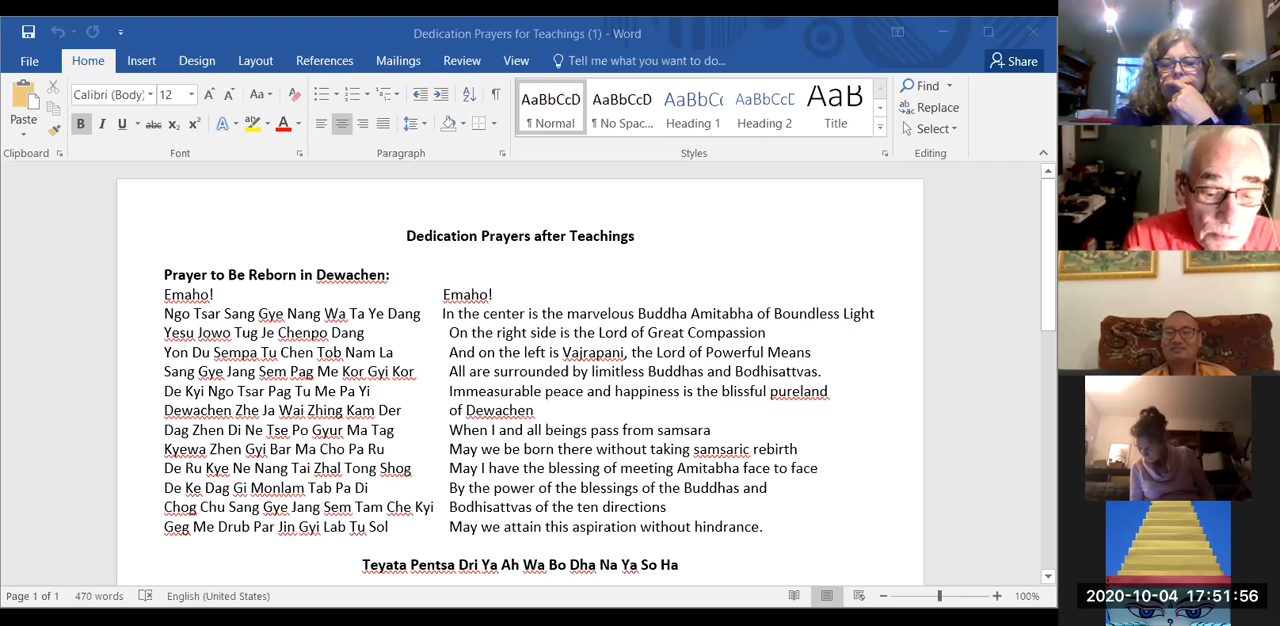 Dedication Prayers for Teachings (1) - Word
File Home Insert Design Layout References Mailings Review View Tell me what you want to do... Share
Paste
Calibri (Body) 12 Aa
B I U abc X₂ X² A A
AaBbCcD AaBbCcD AaBbCc AaBbCcD AaB
¶ Normal ¶ No Spac... Heading 1 Heading 2 Title
Find
Replace
Select
Clipboard Font Paragraph Styles Editing
Dedication Prayers after Teachings
Prayer to Be Reborn in Dewachen:
Emaho! Emaho!
Ngo Tsar Sang Gye Nang Wa Ta Ye Dang In the center is the marvelous Buddha Amitabha of Boundless Light
Yesu Jowo Tug Je Chenpo Dang On the right side is the Lord of Great Compassion
Yon Du Sempa Tu Chen Tob Nam La And on the left is Vajrapani, the Lord of Powerful Means
Sang Gye Jang Sem Pag Me Kor Gyi Kor All are surrounded by limitless Buddhas and Bodhisattvas.
De Kyi Ngo Tsar Pag Tu Me Pa Yi Immeasurable peace and happiness is the blissful pureland
Dewachen Zhe Ja Wai Zhing Kam Der of Dewachen
Dag Zhen Di Ne Tse Po Gyur Ma Tag When I and all beings pass from samsara
Kyewa Zhen Gyi Bar Ma Cho Pa Ru May we be born there without taking samsaric rebirth
De Ru Kye Ne Nang Tai Zhal Tong Shog May I have the blessing of meeting Amitabha face to face
De Ke Dag Gi Monlam Tab Pa Di By the power of the blessings of the Buddhas and
Chog Chu Sang Gye Jang Sem Tam Che Kyi Bodhisattvas of the ten directions
Geg Me Drub Par Jin Gyi Lab Tu Sol May we attain this aspiration without hindrance.
Teyata Pentsa Dri Ya Ah Wa Bo Dha Na Ya So Ha
Page 1 of 1 470 words English (United States) 100%
2020-10-04 17:51:56